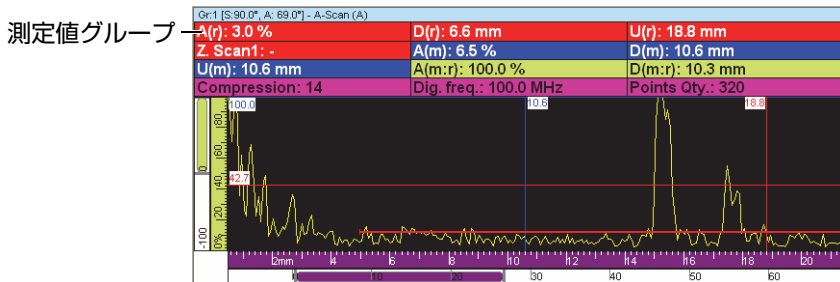 Gr:1 [S:90.0°, A: 69.0°] - A-Scan (A)
測定値グループ
A(r): 3.0 % D(r): 6.6 mm U(r): 18.8 mm
Z. Scan1: - A(m): 6.5 % D(m): 10.6 mm
U(m): 10.6 mm A(m:r): 100.0 % D(m:r): 10.3 mm
Compression: 14 Dig. freq.: 100.0 MHz Points Qty.: 320
100.0 10.6 18.8
80
60
42.7
40
20
0%
0
-100
2mm 4 6 8 10 12 14 16 18 20
10 20 30 40 50 60